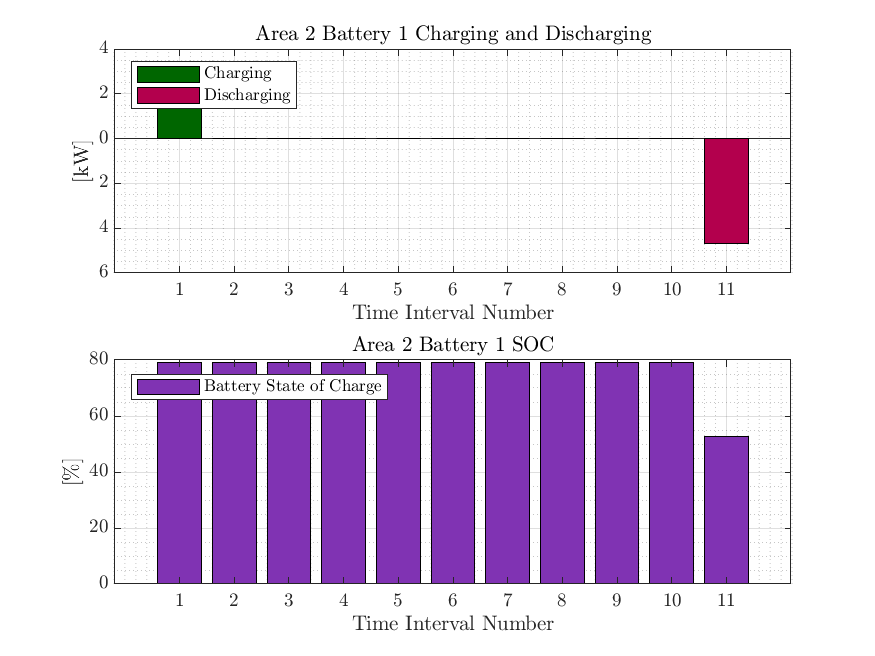 Area 2 Battery 1 Charging and Discharging
4
Charging
2
Discharging
0
[kW]
2
4
6
1 2 3 4 5 6 7 8 9 10 11
Time Interval Number
Area 2 Battery 1 SOC
80
Battery State of Charge
60
[%]
40
20
0
1 2 3 4 5 6 7 8 9 10 11
Time Interval Number